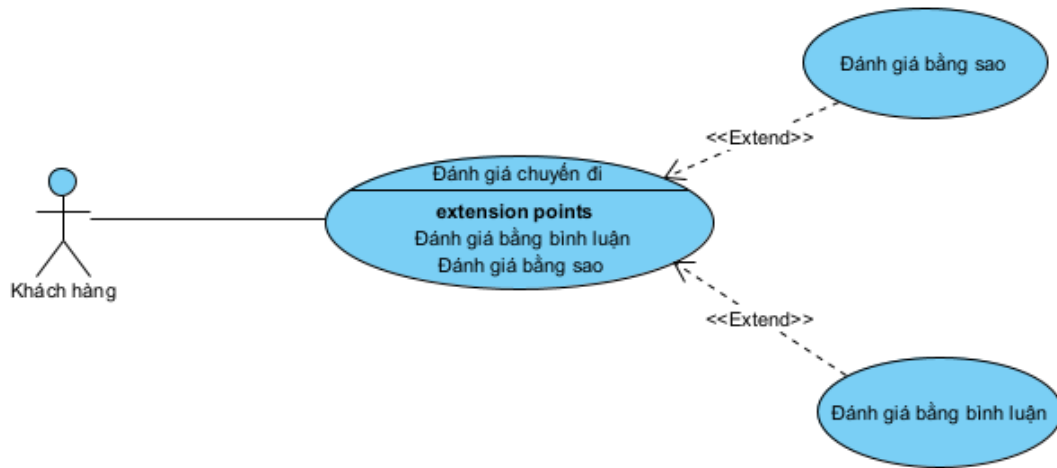 Đánh giá bằng sao
<<Extend>>
Đánh giá chuyến đi
extension points
Đánh giá bằng bình luận
Đánh giá bằng sao
Khách hàng
<<Extend>>
Đánh giá bằng bình luận